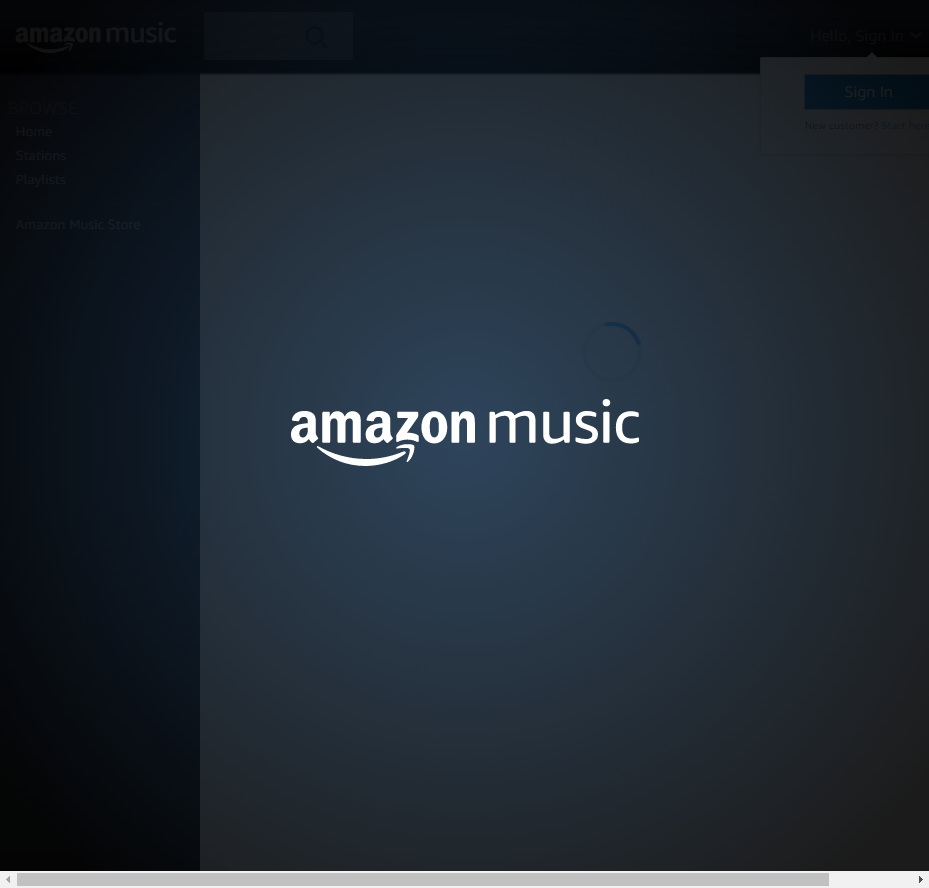 amazon music
Hello, Sign In
Sign In
New customer? Start here
BROWSE
Home
Stations
Playlists
Amazon Music Store
amazon music